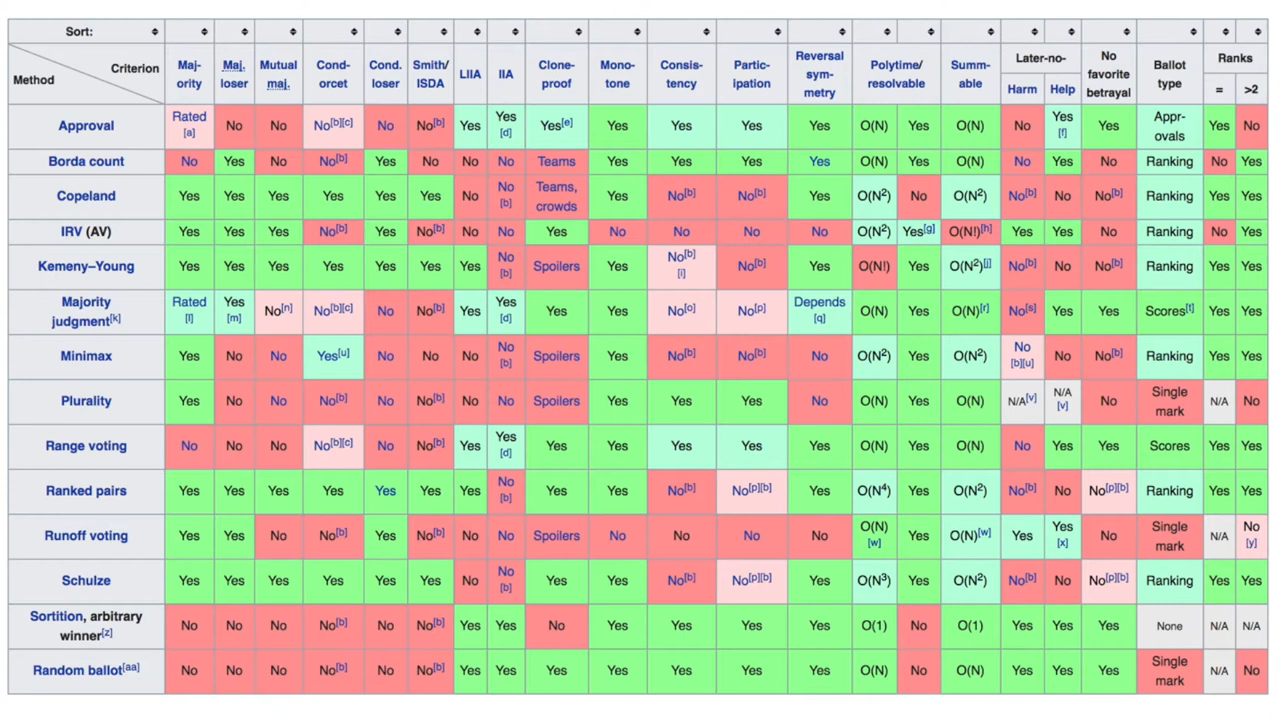 Sort:
Method Criterion Maj-ority Maj. loser Mutual maj. Cond-orcet Cond. loser Smith/ISDA LIIA IIA Clone-proof Mono-tone Consis-tency Partic-ipation Reversal sym-metry Polytime/resolvable Summ-able Later-no- Harm Help No favorite betrayal Ballot type Ranks = >2
Approval Rated [a] No No No[b][c] No No[b] Yes Yes [d] Yes[e] Yes Yes Yes Yes O(N) Yes O(N) No Yes [f] Yes Appr-ovals Yes No
Borda count No Yes No No[b] Yes No No No Teams Yes Yes Yes Yes O(N) Yes O(N) No Yes No Ranking No Yes
Copeland Yes Yes Yes Yes Yes Yes No No [b] Teams, crowds Yes No[b] No[b] Yes O(N²) No O(N²) No[b] No No[b] Ranking Yes Yes
IRV (AV) Yes Yes Yes No[b] Yes No[b] No No Yes No No No No O(N²) Yes[g] O(N!)[h] Yes Yes No Ranking No Yes
Kemeny–Young Yes Yes Yes Yes Yes Yes Yes No [b] Spoilers Yes No[b] [i] No[b] Yes O(N!) Yes O(N²)[j] No[b] No No[b] Ranking Yes Yes
Majority judgment[k] Rated [l] Yes [m] No[n] No[b][c] No No[b] Yes Yes [d] Yes Yes No[o] No[p] Depends [q] O(N) Yes O(N)[r] No[s] Yes Yes Scores[t] Yes Yes
Minimax Yes No No Yes[u] No No No No [b] Spoilers Yes No[b] No[b] No O(N²) Yes O(N²) No [b][u] No No[b] Ranking Yes Yes
Plurality Yes No No No[b] No No[b] No No Spoilers Yes Yes Yes No O(N) Yes O(N) N/A[v] N/A [v] No Single mark N/A No
Range voting No No No No[b][c] No No[b] Yes Yes [d] Yes Yes Yes Yes Yes O(N) Yes O(N) No Yes Yes Scores Yes Yes
Ranked pairs Yes Yes Yes Yes Yes Yes Yes No [b] Yes Yes No[b] No[p][b] Yes O(N⁴) Yes O(N²) No[b] No No[p][b] Ranking Yes Yes
Runoff voting Yes Yes No No[b] Yes No[b] No No Spoilers No No No No O(N) [w] Yes O(N)[w] Yes Yes [x] No Single mark N/A No [y]
Schulze Yes Yes Yes Yes Yes Yes No No [b] Yes Yes No[b] No[p][b] Yes O(N³) Yes O(N²) No[b] No No[p][b] Ranking Yes Yes
Sortition, arbitrary winner[z] No No No No[b] No No[b] Yes Yes No Yes Yes Yes Yes O(1) No O(1) Yes Yes Yes None N/A N/A
Random ballot[aa] No No No No[b] No No[b] Yes Yes Yes Yes Yes Yes Yes O(N) No O(N) Yes Yes Yes Single mark N/A No